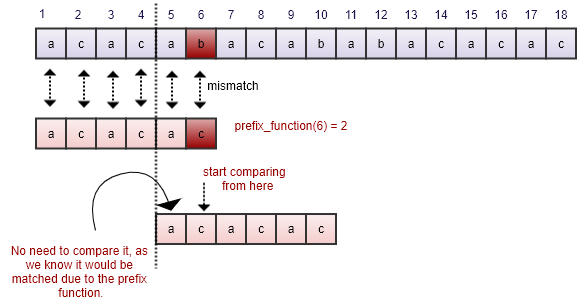 1 2 3 4 5 6 7 8 9 10 11 12 13 14 15 16 17 18
a c a c a b a c a b a b a c a c a c
mismatch
a c a c a c
prefix_function(6) = 2
start comparing
from here
a c a c a c
No need to compare it, as
we know it would be
matched due to the prefix
function.